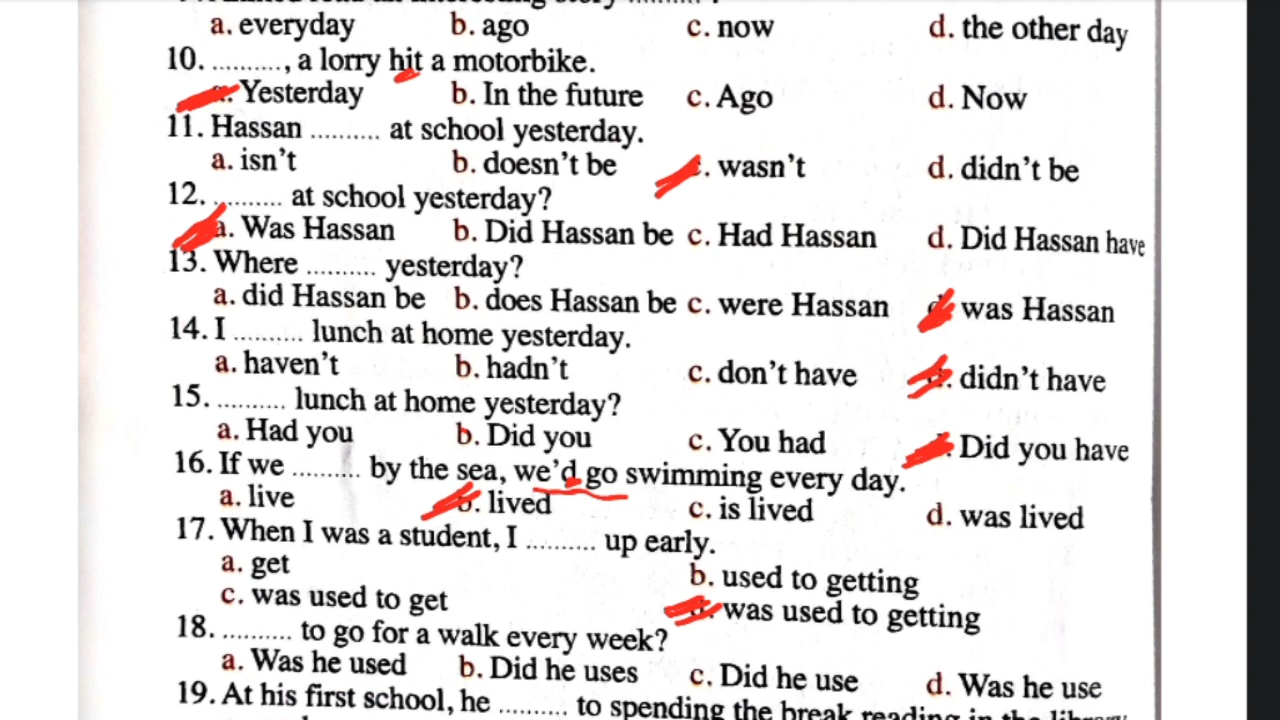 a. everyday b. ago c. now d. the other day
10. .........., a lorry hit a motorbike.
Yesterday b. In the future c. Ago d. Now
11. Hassan .......... at school yesterday.
a. isn't b. doesn't be c. wasn't d. didn't be
12. .......... at school yesterday?
a. Was Hassan b. Did Hassan be c. Had Hassan d. Did Hassan have
13. Where .......... yesterday?
a. did Hassan be b. does Hassan be c. were Hassan d. was Hassan
14. I .......... lunch at home yesterday.
a. haven't b. hadn't c. don't have d. didn't have
15. .......... lunch at home yesterday?
a. Had you b. Did you c. You had Did you have
16. If we .......... by the sea, we'd go swimming every day.
a. live b. lived c. is lived d. was lived
17. When I was a student, I .......... up early.
a. get b. used to getting
c. was used to get d. was used to getting
18. .......... to go for a walk every week?
a. Was he used b. Did he uses c. Did he use d. Was he use
19. At his first school, he .......... to spending the break reading in the library